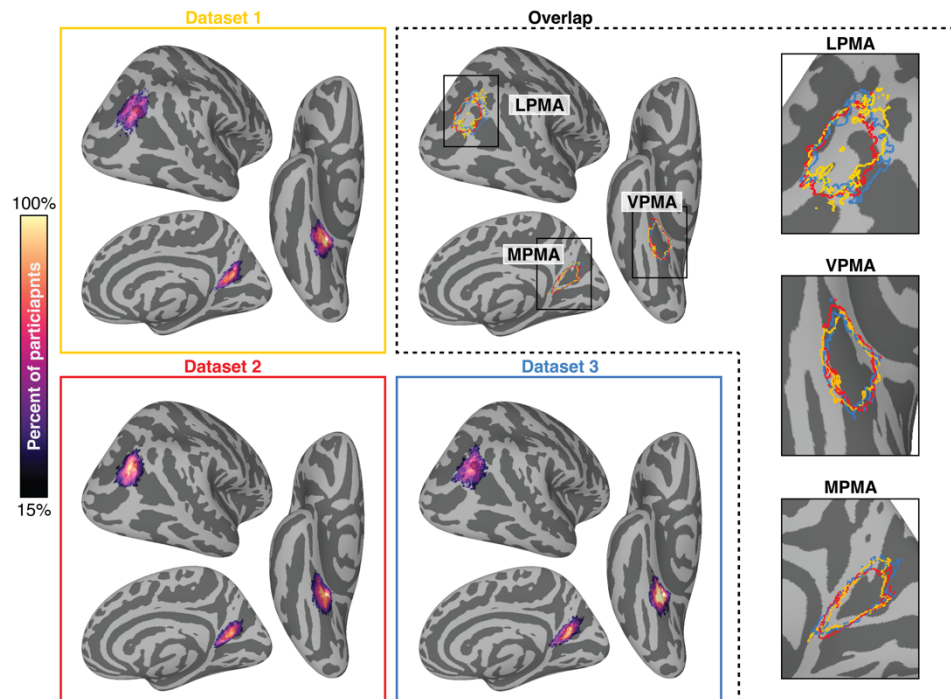 Dataset 1
Overlap
LPMA
LPMA
VPMA
MPMA
100%
Percent of particiapnts
15%
VPMA
Dataset 2
Dataset 3
MPMA